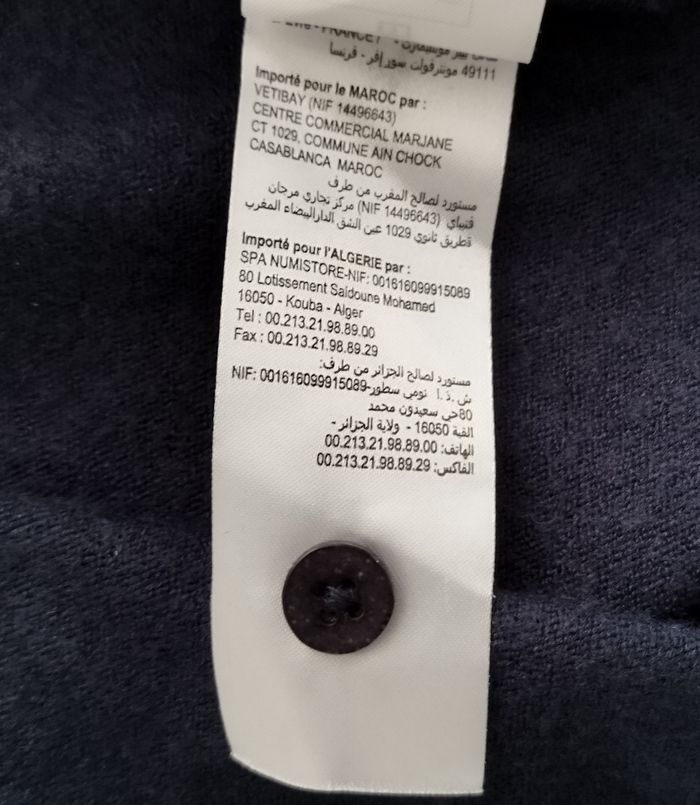 FRANCE /
49111 مونترفولت سور إفر - فرنسا
Importé pour le MAROC par :
VETIBAY (NIF 14496643)
CENTRE COMMERCIAL MARJANE
CT 1029, COMMUNE AIN CHOCK
CASABLANCA MAROC
مستورد لصالح المقرب من طرف
فتيباي (NIF 14496643) مركز تجاري مرجان
قطريق ثانوي 1029 عين الشق الدارالبيضاء المغرب
Importé pour l'ALGERIE par :
SPA NUMISTORE-NIF: 001616099915089
80 Lotissement Saidoune Mohamed
16050 - Kouba - Alger
Tel : 00.213.21.98.89.00
Fax : 00.213.21.98.89.29
مستورد لصالح الجزائر من طرف:
ش.ذ.ا نومي سطور-NIF: 001616099915089
80حي سعيدون محمد
القبة 16050 - ولاية الجزائر -
الهاتف: 00.213.21.98.89.00
الفاكس: 00.213.21.98.89.29